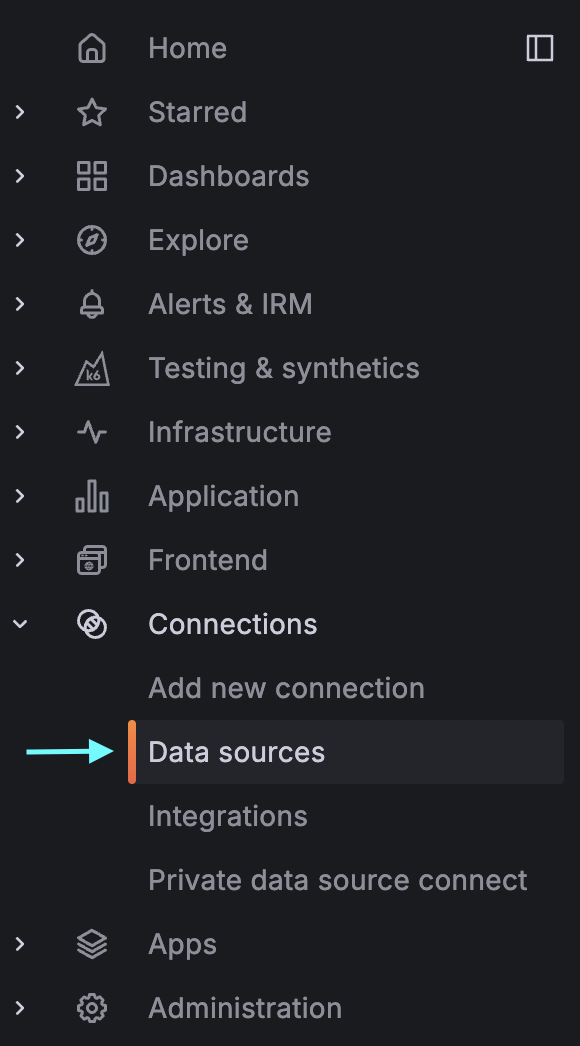 Home
Starred
Dashboards
Explore
Alerts & IRM
k6
Testing & synthetics
Infrastructure
Application
Frontend
Connections
Add new connection
Data sources
Integrations
Private data source connect
Apps
Administration